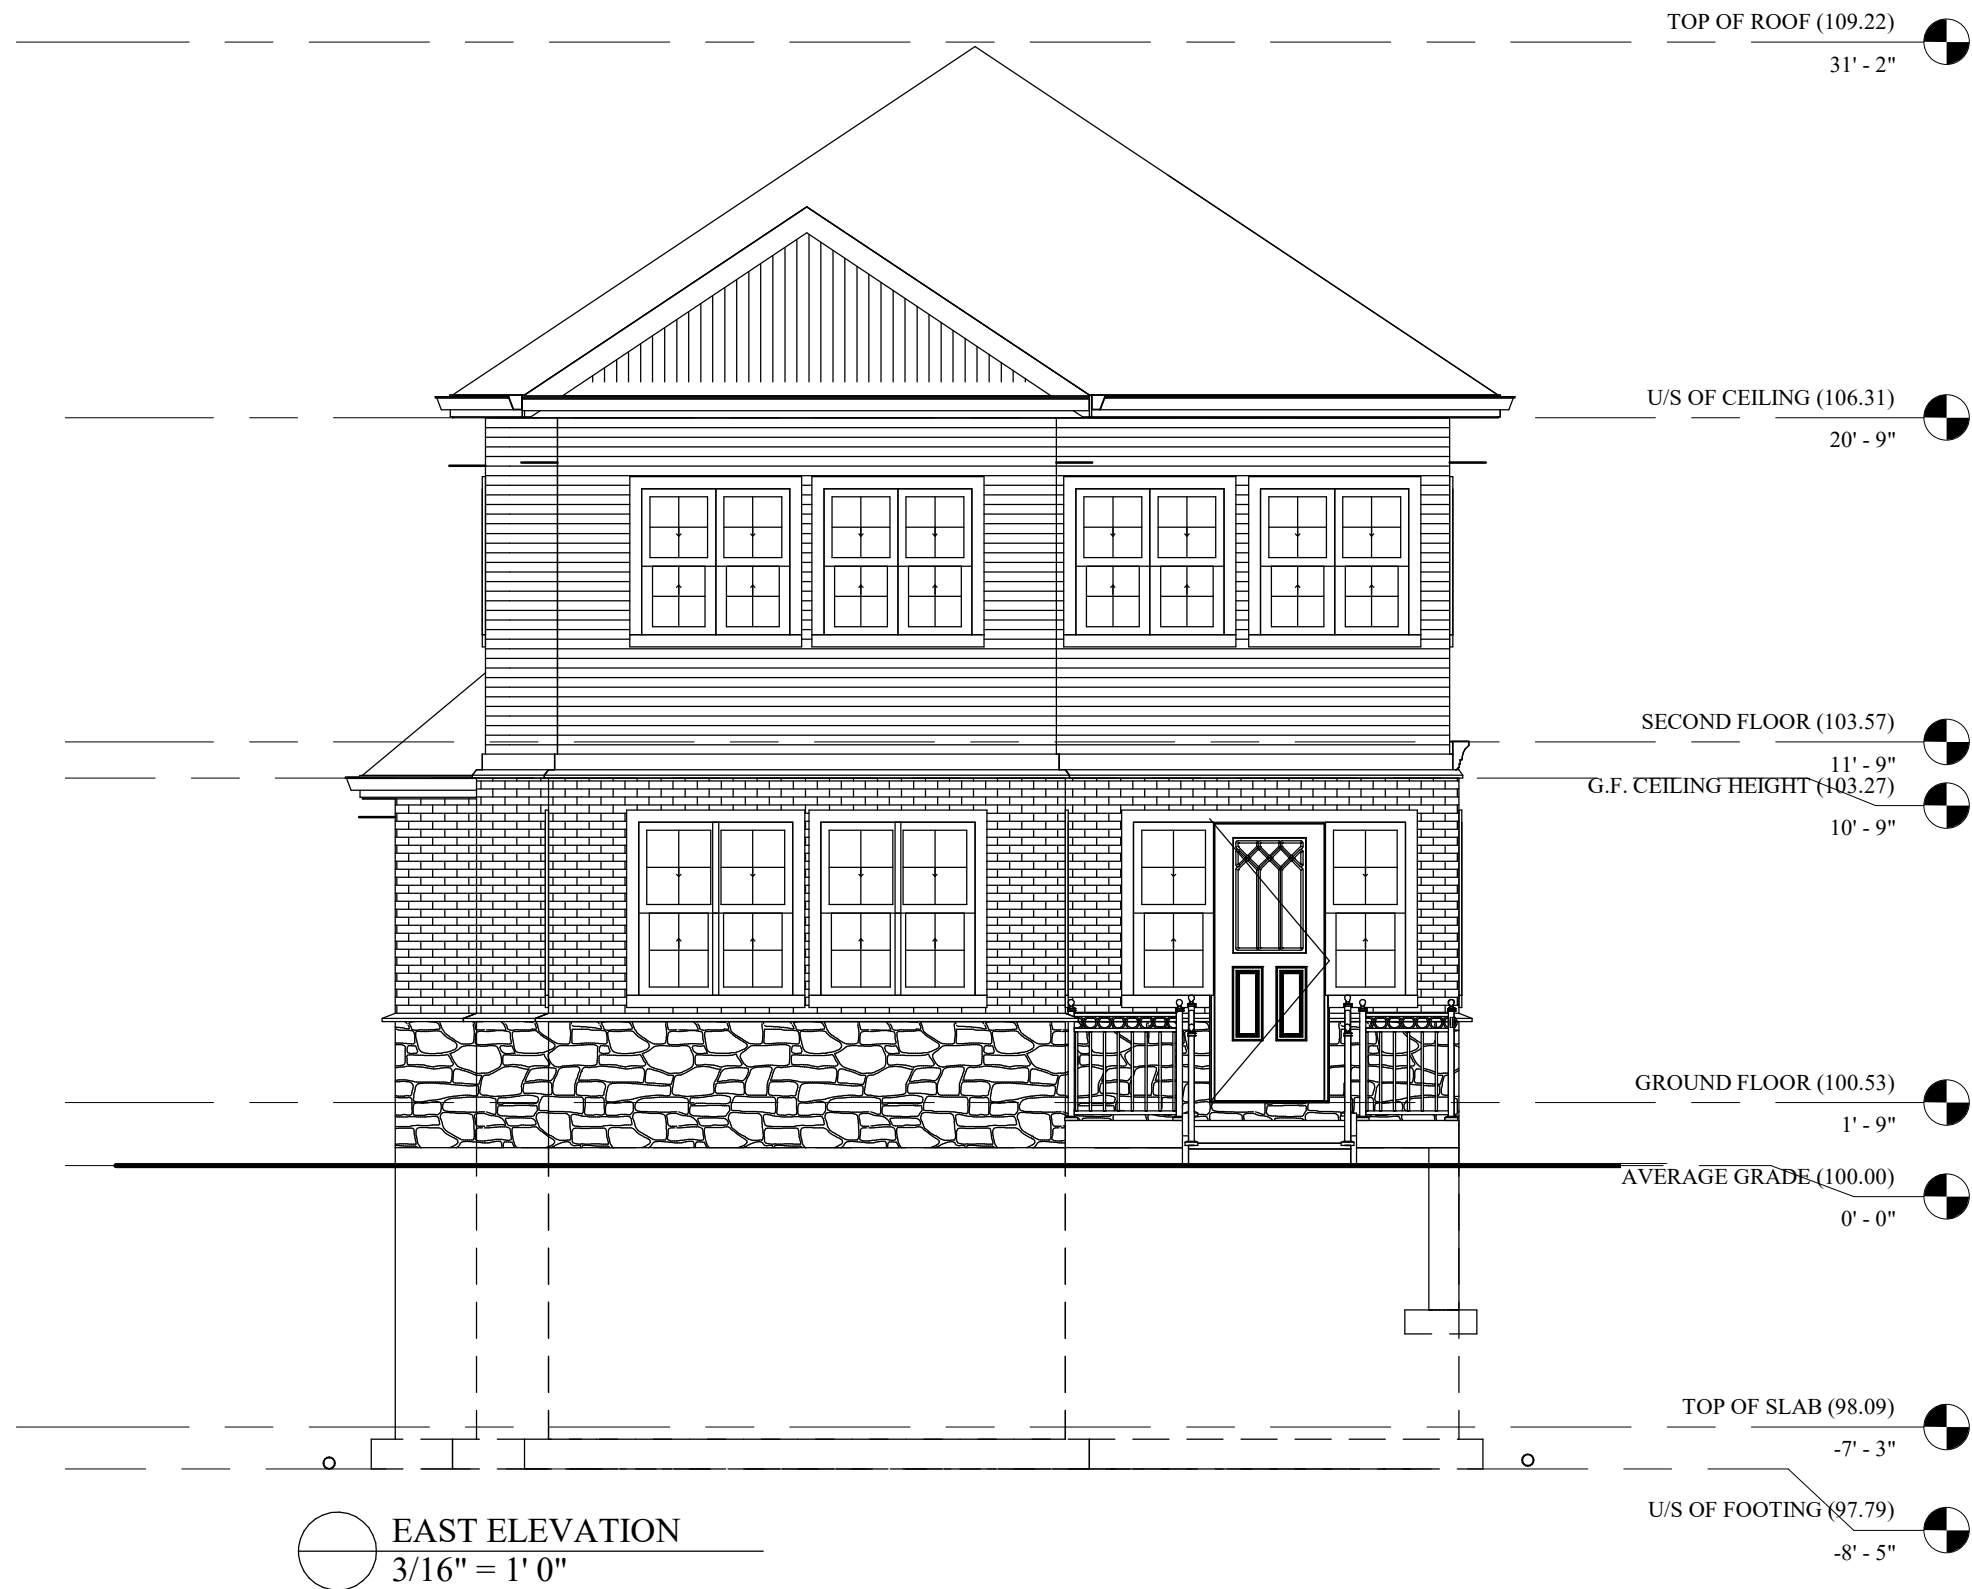 TOP OF ROOF (109.22)
31' - 2"
U/S OF CEILING (106.31)
20' - 9"
SECOND FLOOR (103.57)
11' - 9"
G.F. CEILING HEIGHT (103.27)
10' - 9"
GROUND FLOOR (100.53)
1' - 9"
AVERAGE GRADE (100.00)
0' - 0"
TOP OF SLAB (98.09)
-7' - 3"
U/S OF FOOTING (97.79)
-8' - 5"
EAST ELEVATION
3/16" = 1' 0"